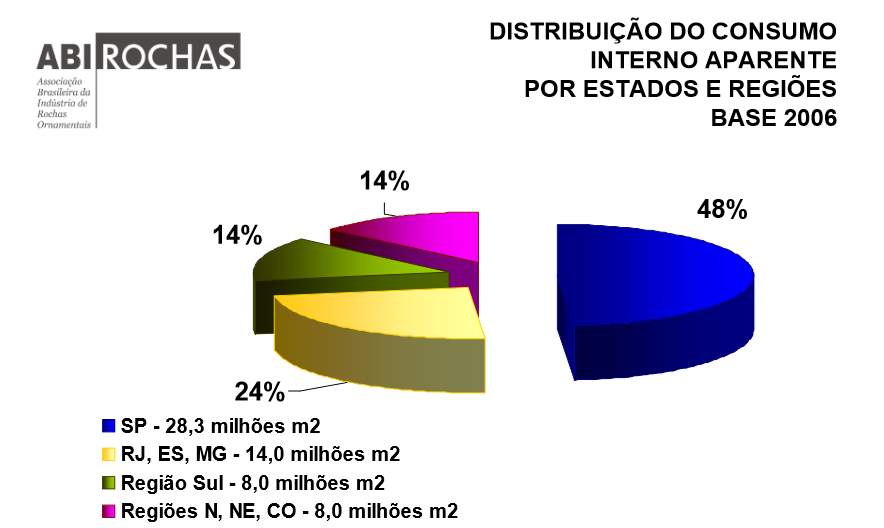 ABIROCHAS
Associação
Brasileira da
Indústria de
Rochas
Ornamentais
DISTRIBUIÇÃO DO CONSUMO
INTERNO APARENTE
POR ESTADOS E REGIÕES
BASE 2006
14%
48%
14%
24%
SP - 28,3 milhões m2
RJ, ES, MG - 14,0 milhões m2
Região Sul - 8,0 milhões m2
Regiões N, NE, CO - 8,0 milhões m2